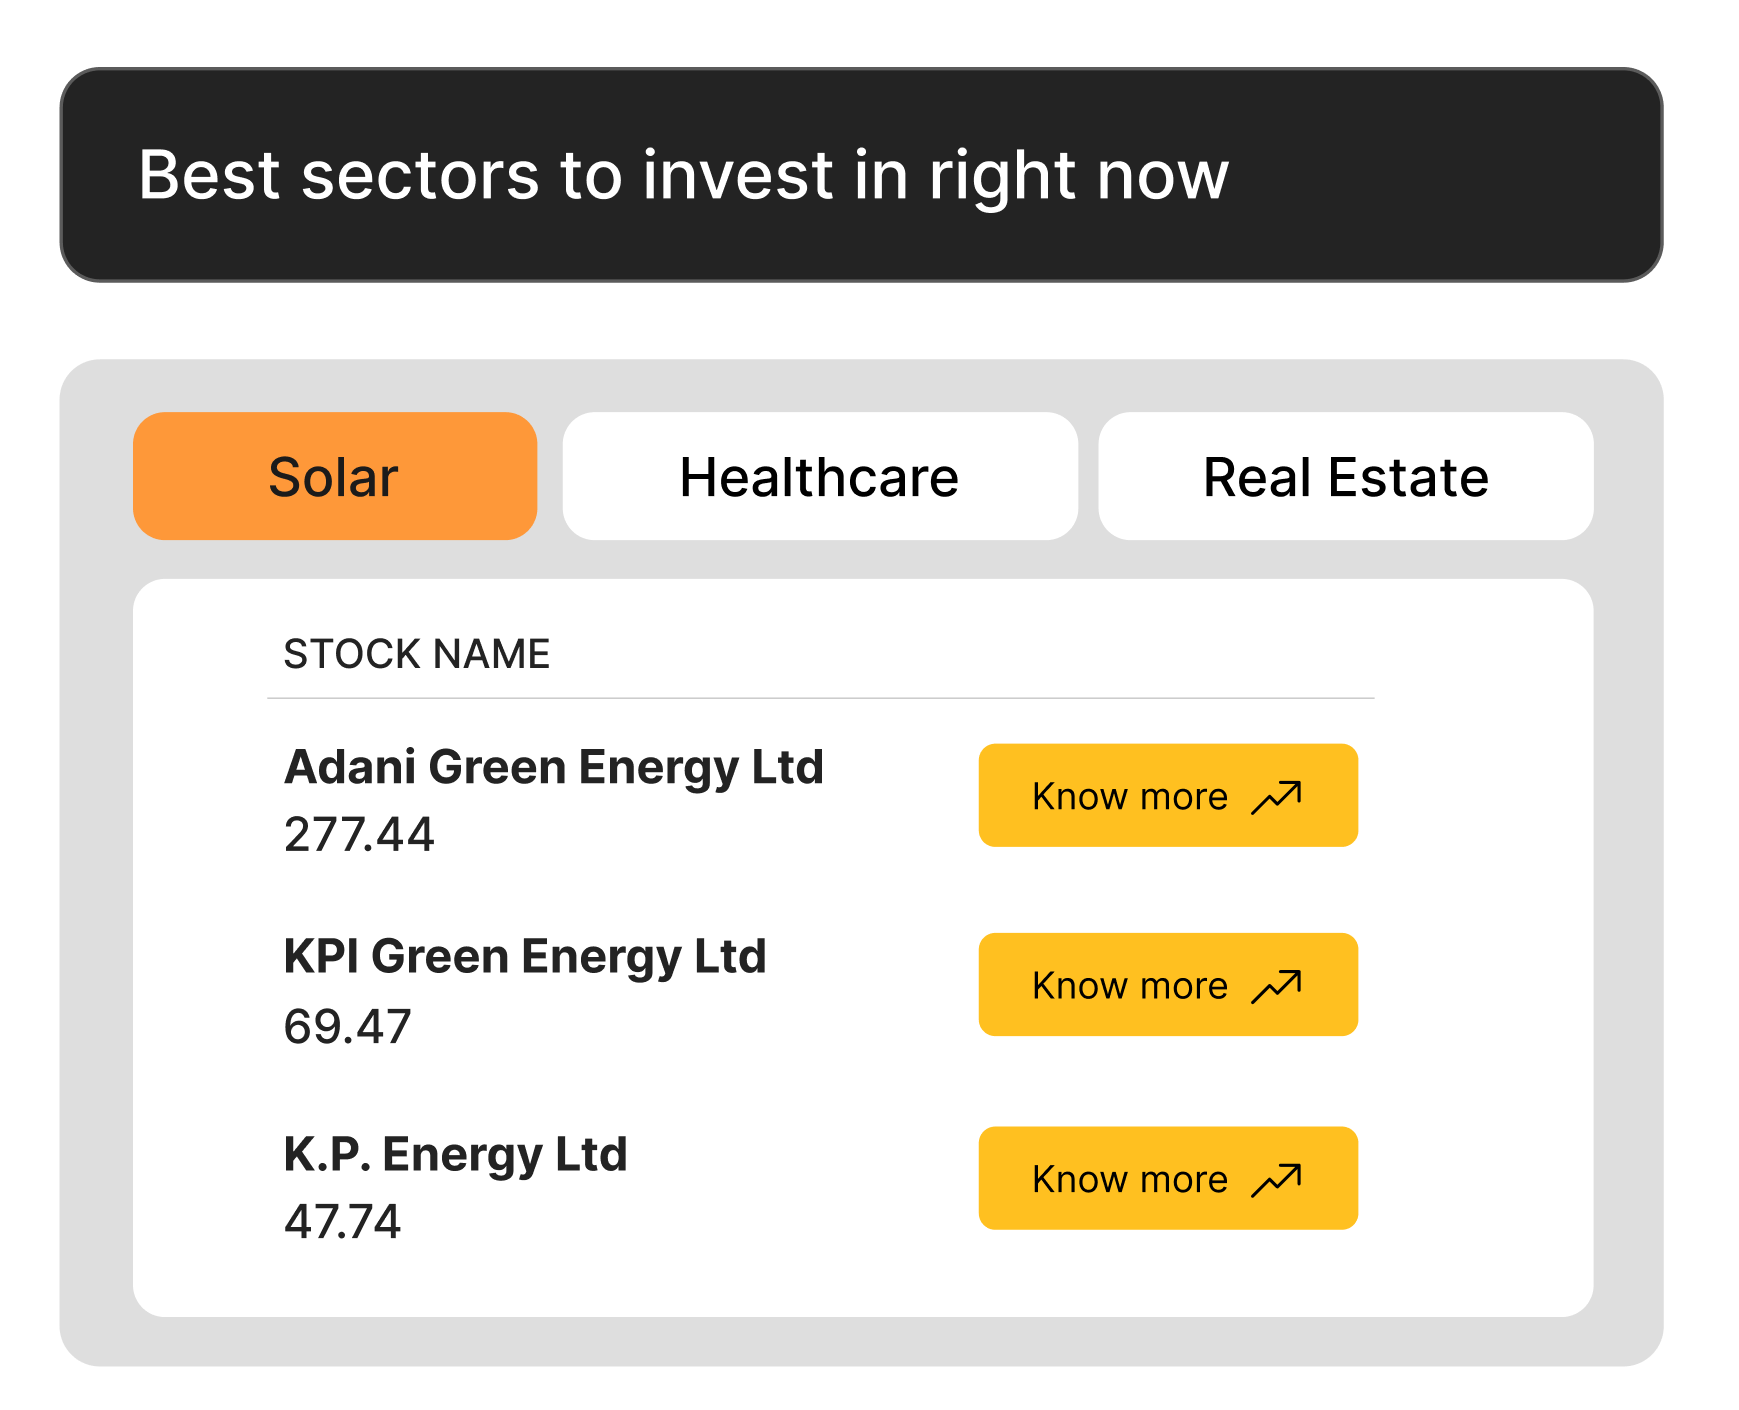 Best sectors to invest in right now
Solar
Healthcare
Real Estate
STOCK NAME
Adani Green Energy Ltd
277.44
Know more
KPI Green Energy Ltd
69.47
Know more
K.P. Energy Ltd
47.74
Know more